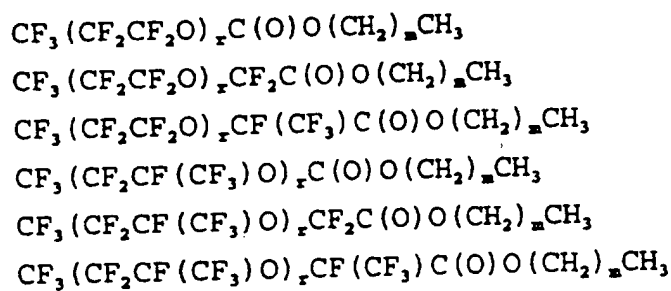 CF₃(CF₂CF₂O)ᵣC(O)O(CH₂)ₘCH₃
CF₃(CF₂CF₂O)ᵣCF₂C(O)O(CH₂)ₘCH₃
CF₃(CF₂CF₂O)ᵣCF(CF₃)C(O)O(CH₂)ₘCH₃
CF₃(CF₂CF(CF₃)O)ᵣC(O)O(CH₂)ₘCH₃
CF₃(CF₂CF(CF₃)O)ᵣCF₂C(O)O(CH₂)ₘCH₃
CF₃(CF₂CF(CF₃)O)ᵣCF(CF₃)C(O)O(CH₂)ₘCH₃